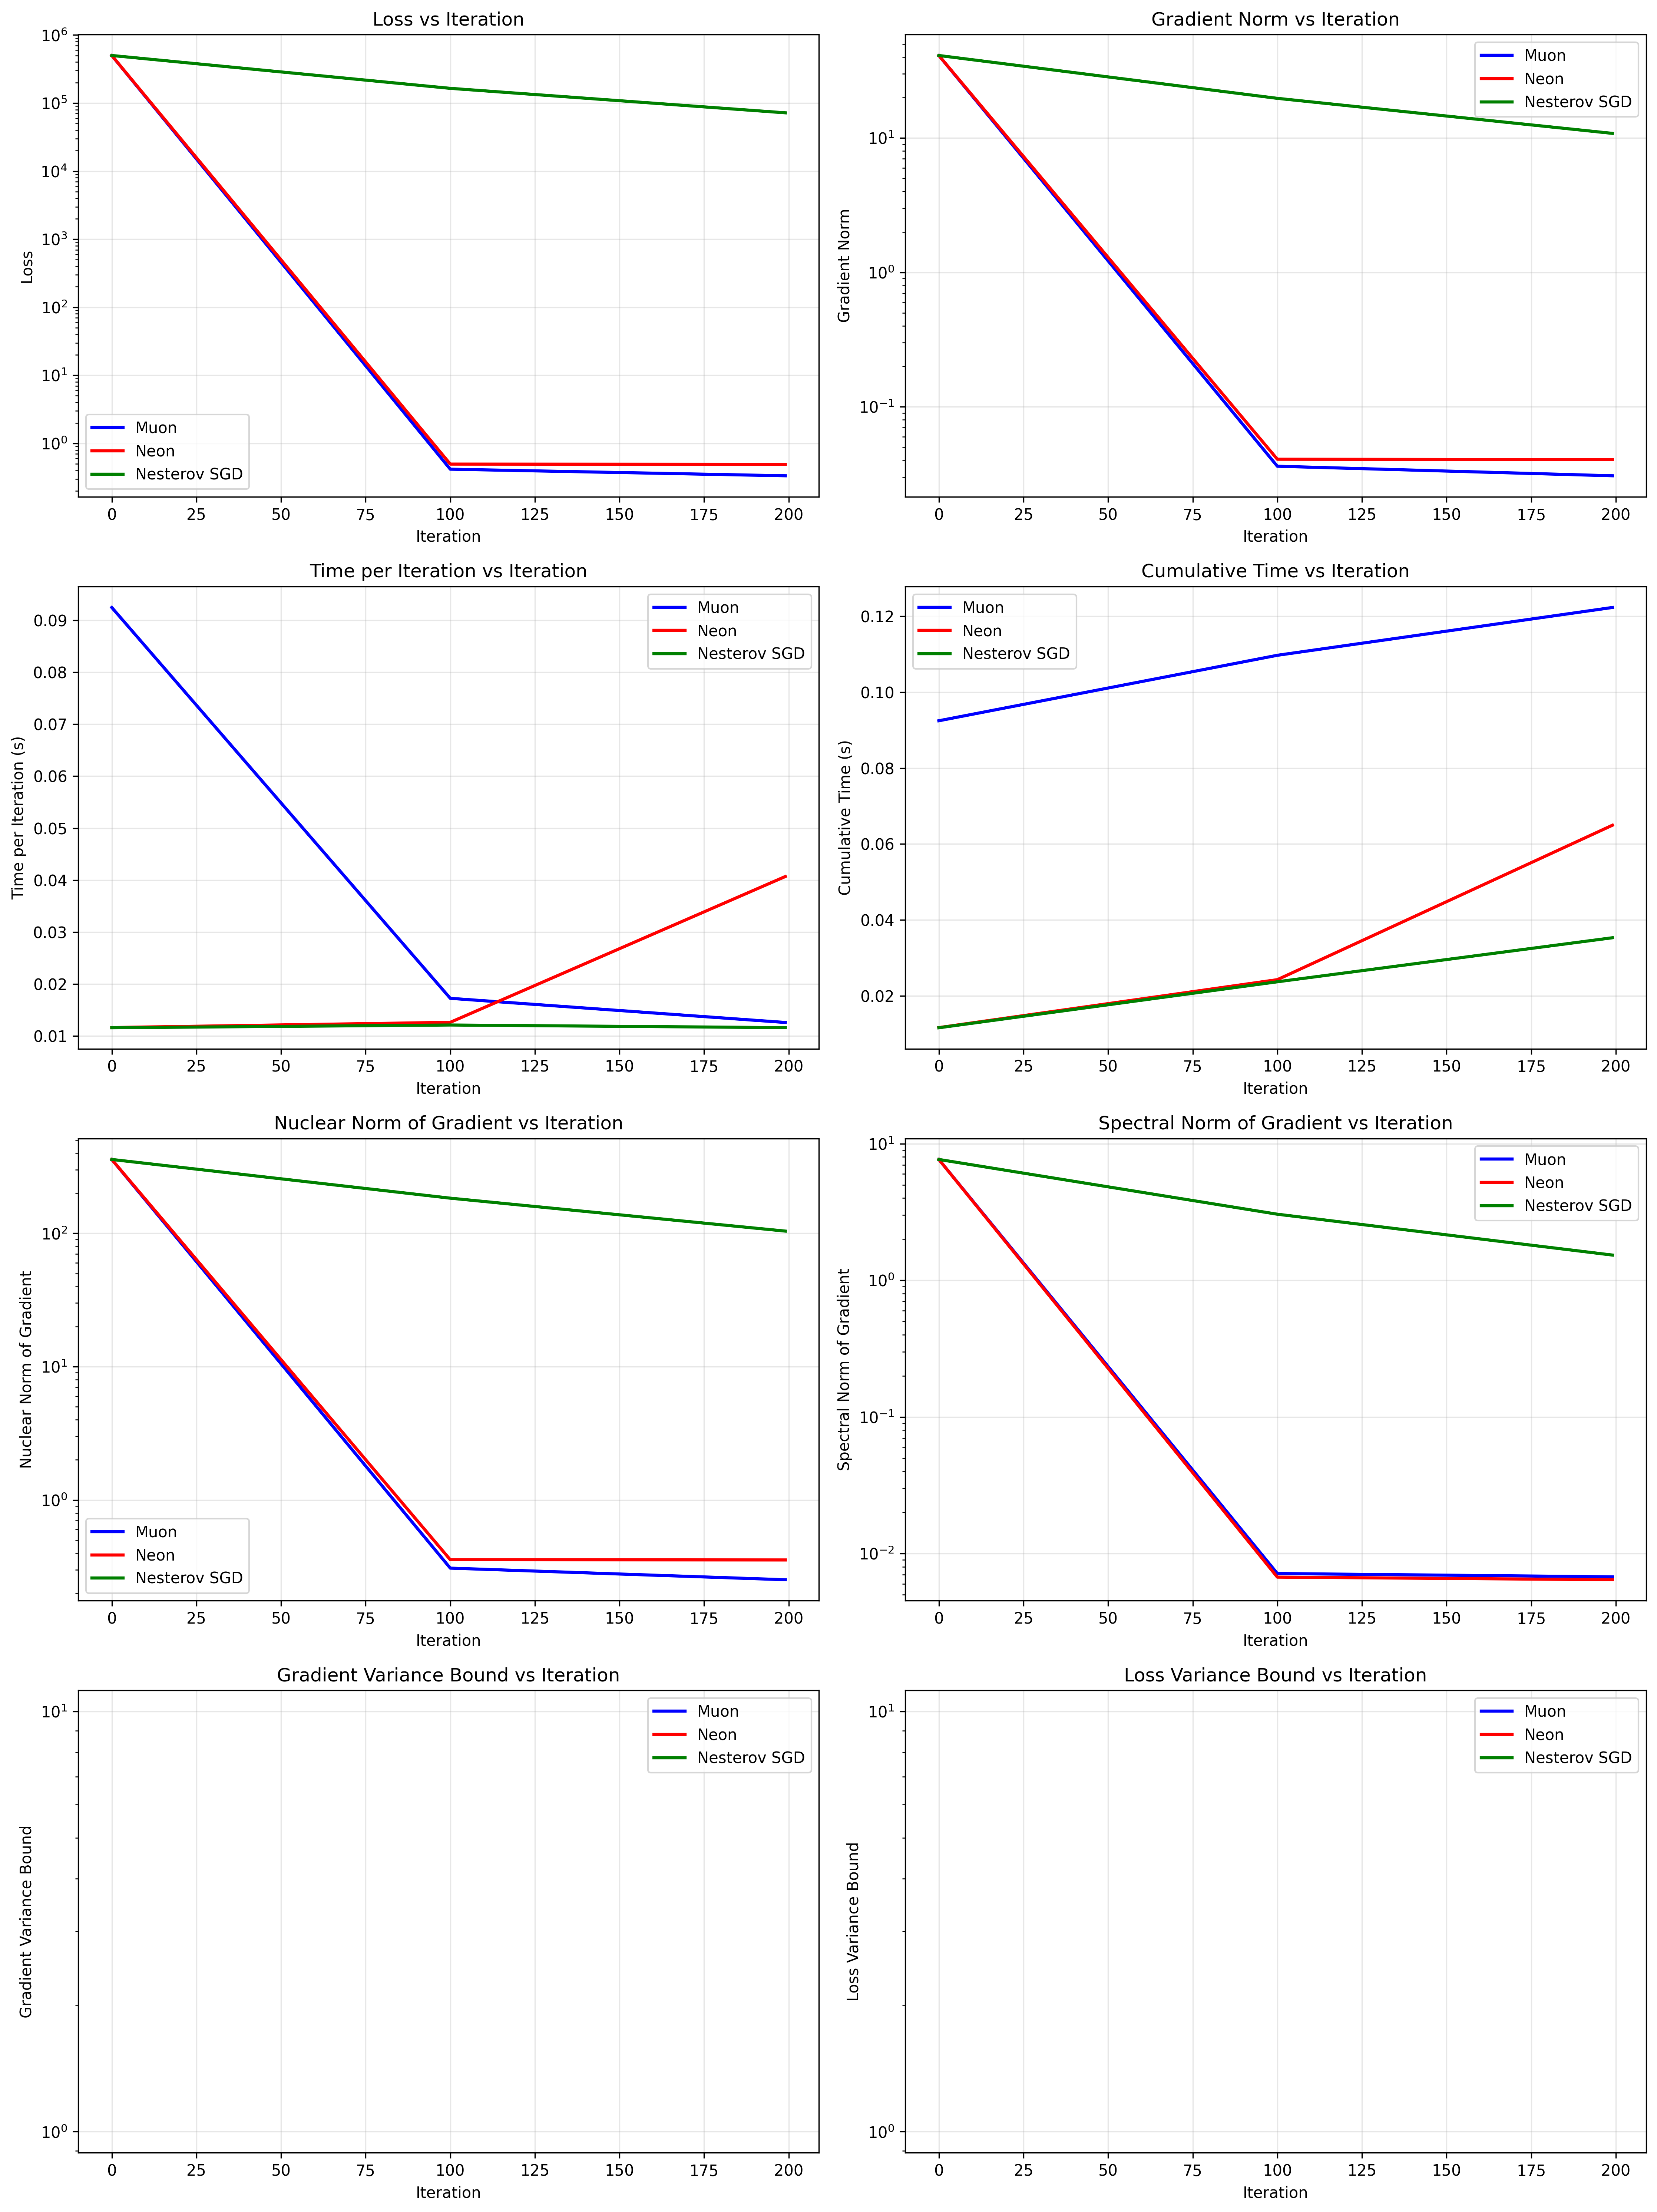 Loss vs Iteration
10^6
10^5
10^4
10^3
10^2
10^1
10^0
Loss
Muon
Neon
Nesterov SGD
0 25 50 75 100 125 150 175 200
Iteration
Gradient Norm vs Iteration
10^1
10^0
10^−1
Gradient Norm
Muon
Neon
Nesterov SGD
0 25 50 75 100 125 150 175 200
Iteration
Time per Iteration vs Iteration
0.09
0.08
0.07
0.06
0.05
0.04
0.03
0.02
0.01
Time per Iteration (s)
Muon
Neon
Nesterov SGD
0 25 50 75 100 125 150 175 200
Iteration
Cumulative Time vs Iteration
0.12
0.10
0.08
0.06
0.04
0.02
Cumulative Time (s)
Muon
Neon
Nesterov SGD
0 25 50 75 100 125 150 175 200
Iteration
Nuclear Norm of Gradient vs Iteration
10^2
10^1
10^0
Nuclear Norm of Gradient
Muon
Neon
Nesterov SGD
0 25 50 75 100 125 150 175 200
Iteration
Spectral Norm of Gradient vs Iteration
10^1
10^0
10^−1
10^−2
Spectral Norm of Gradient
Muon
Neon
Nesterov SGD
0 25 50 75 100 125 150 175 200
Iteration
Gradient Variance Bound vs Iteration
10^1
10^0
Gradient Variance Bound
Muon
Neon
Nesterov SGD
0 25 50 75 100 125 150 175 200
Iteration
Loss Variance Bound vs Iteration
10^1
10^0
Loss Variance Bound
Muon
Neon
Nesterov SGD
0 25 50 75 100 125 150 175 200
Iteration